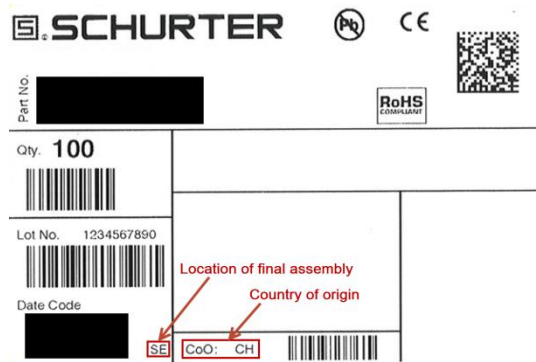 SCHURTER
Pb
CE
Part No.
RoHS
COMPLIANT
Qty. 100
Lot No. 1234567890
Location of final assembly
Country of origin
Date Code
SE
CoO: CH